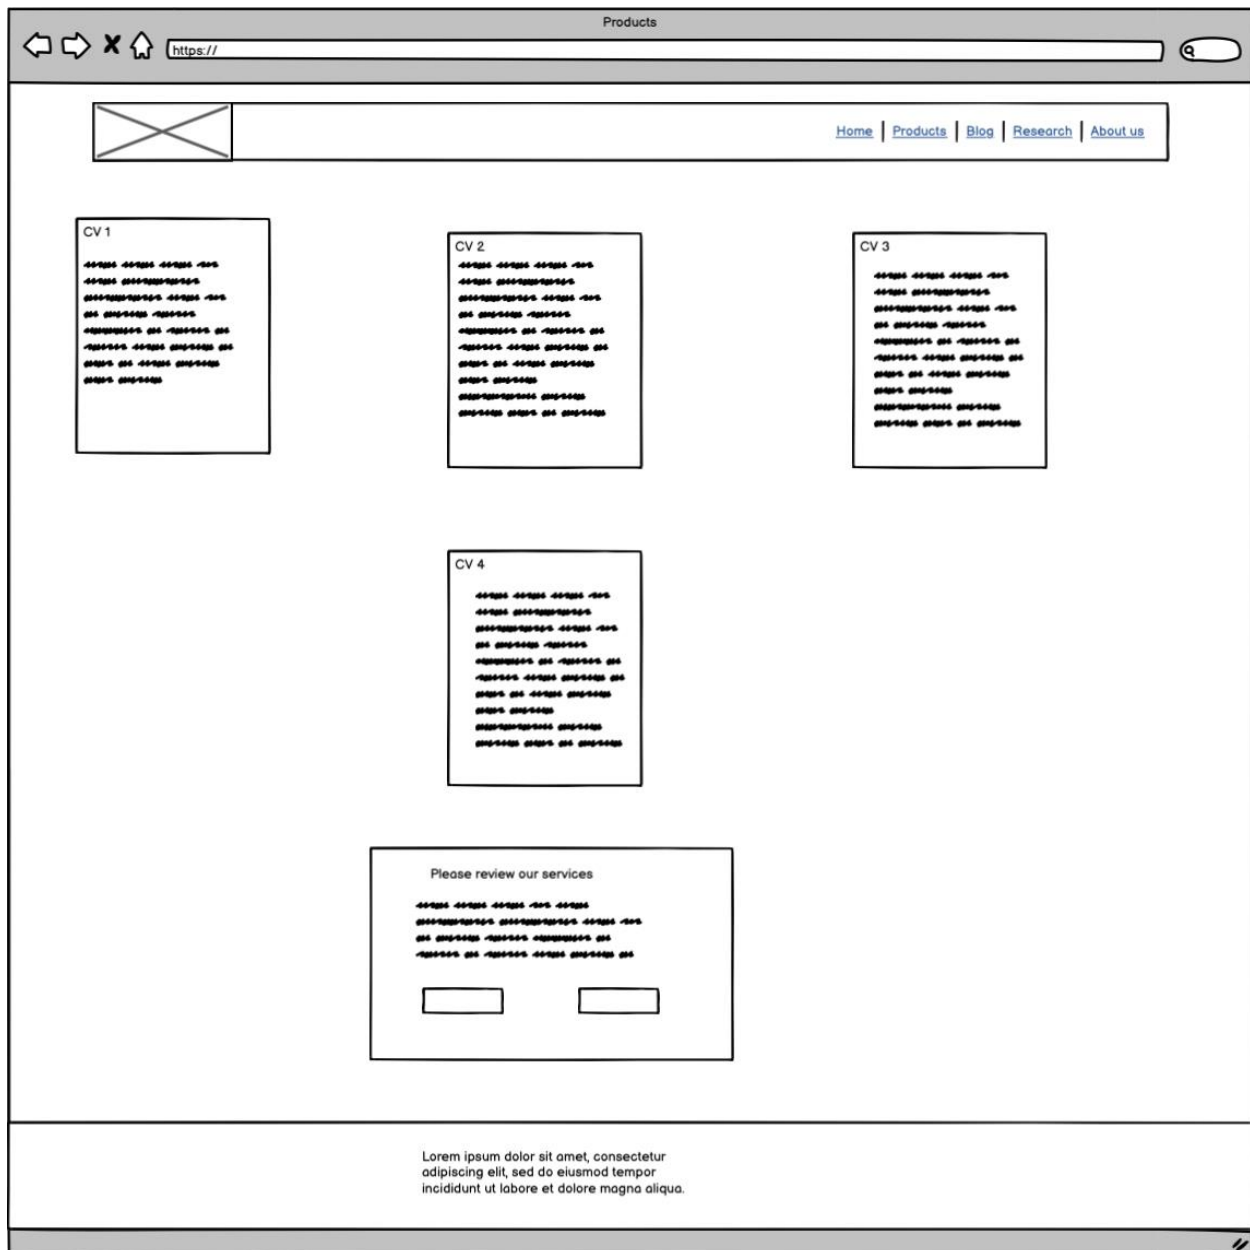 Products
https://
Home | Products | Blog | Research | About us
CV 1
CV 2
CV 3
CV 4
Please review our services
Lorem ipsum dolor sit amet, consectetur
adipiscing elit, sed do eiusmod tempor
incididunt ut labore et dolore magna aliqua.